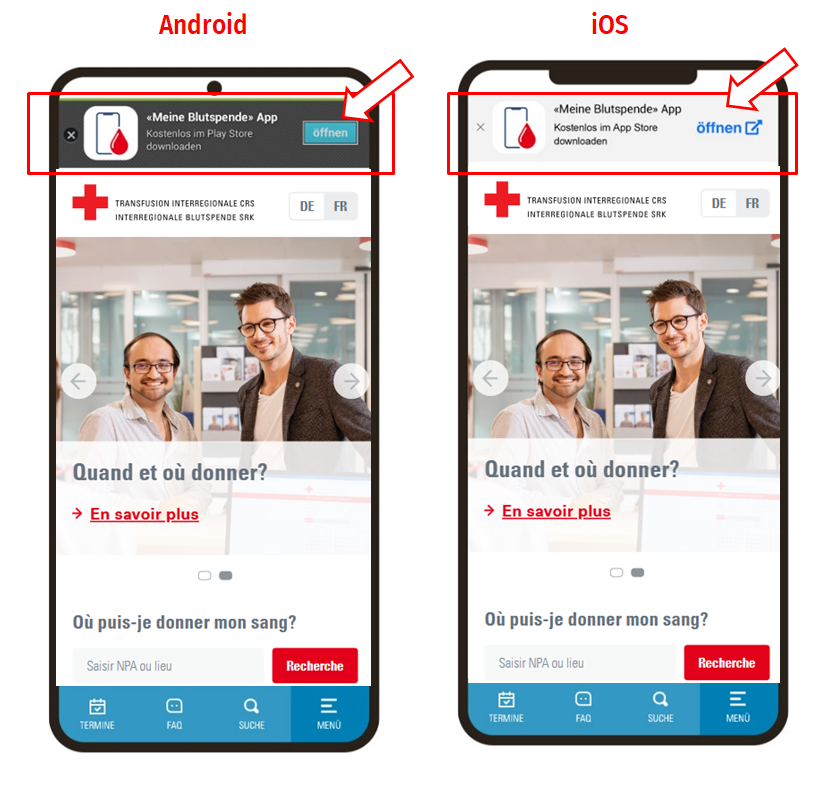 Android
«Meine Blutspende» App
Kostenlos im Play Store
downloaden
öffnen
TRANSFUSION INTERREGIONALE CRS
INTERREGIONALE BLUTSPENDE SRK
DE FR
Quand et où donner?
En savoir plus
Où puis-je donner mon sang?
Saisir NPA ou lieu
Recherche
TERMINE
FAQ
SUCHE
MENÜ
iOS
«Meine Blutspende» App
Kostenlos im App Store
downloaden
öffnen
TRANSFUSION INTERREGIONALE CRS
INTERREGIONALE BLUTSPENDE SRK
DE FR
Quand et où donner?
En savoir plus
Où puis-je donner mon sang?
Saisir NPA ou lieu
Recherche
TERMINE
FAQ
SUCHE
MENÜ